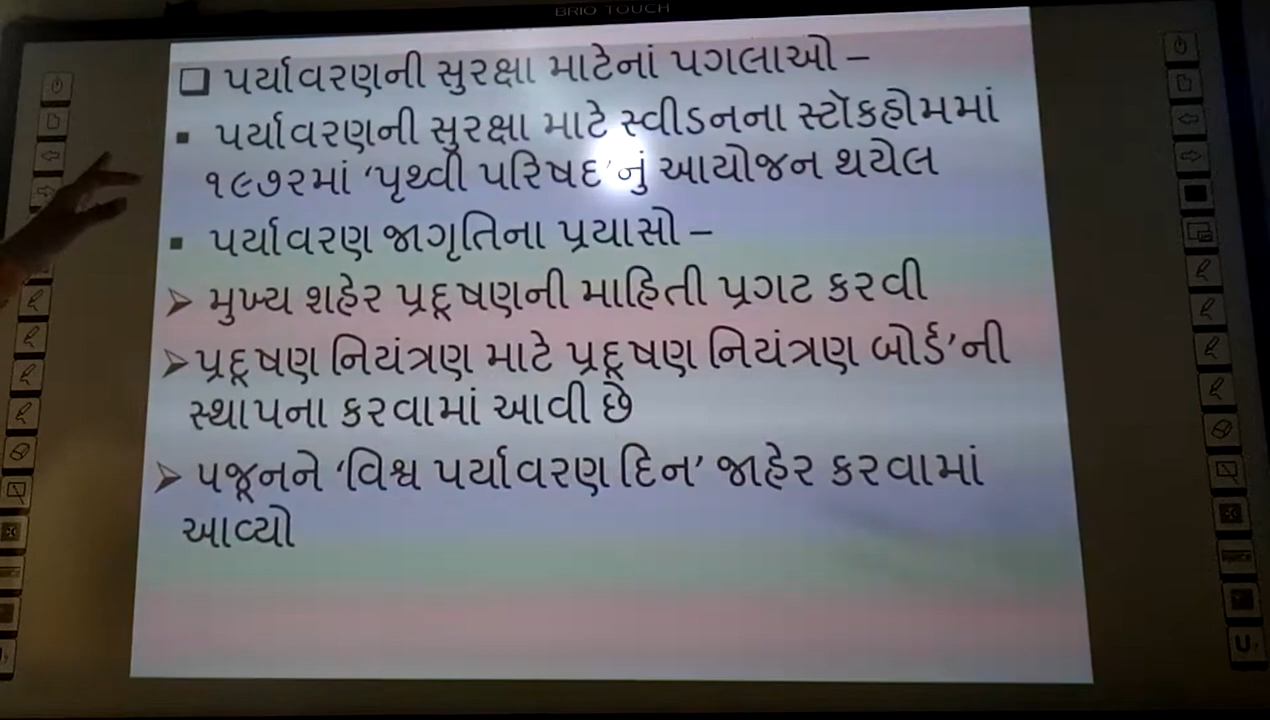 BRIO TOUCH
❑ પર્યાવરણની સુરક્ષા માટેનાં પગલાઓ –
▪ પર્યાવરણની સુરક્ષા માટે સ્વીડનના સ્ટૉકહોમમાં
૧૯૭૨માં ‘પૃથ્વી પરિષદ’નું આયોજન થયેલ
▪ પર્યાવરણ જાગૃતિના પ્રયાસો –
➢ મુખ્ય શહેર પ્રદૂષણની માહિતી પ્રગટ કરવી
➢ પ્રદૂષણ નિયંત્રણ માટે પ્રદૂષણ નિયંત્રણ બોર્ડ’ની
સ્થાપના કરવામાં આવી છે
➢ ૫જૂનને ‘વિશ્વ પર્યાવરણ દિન’ જાહેર કરવામાં
આવ્યો